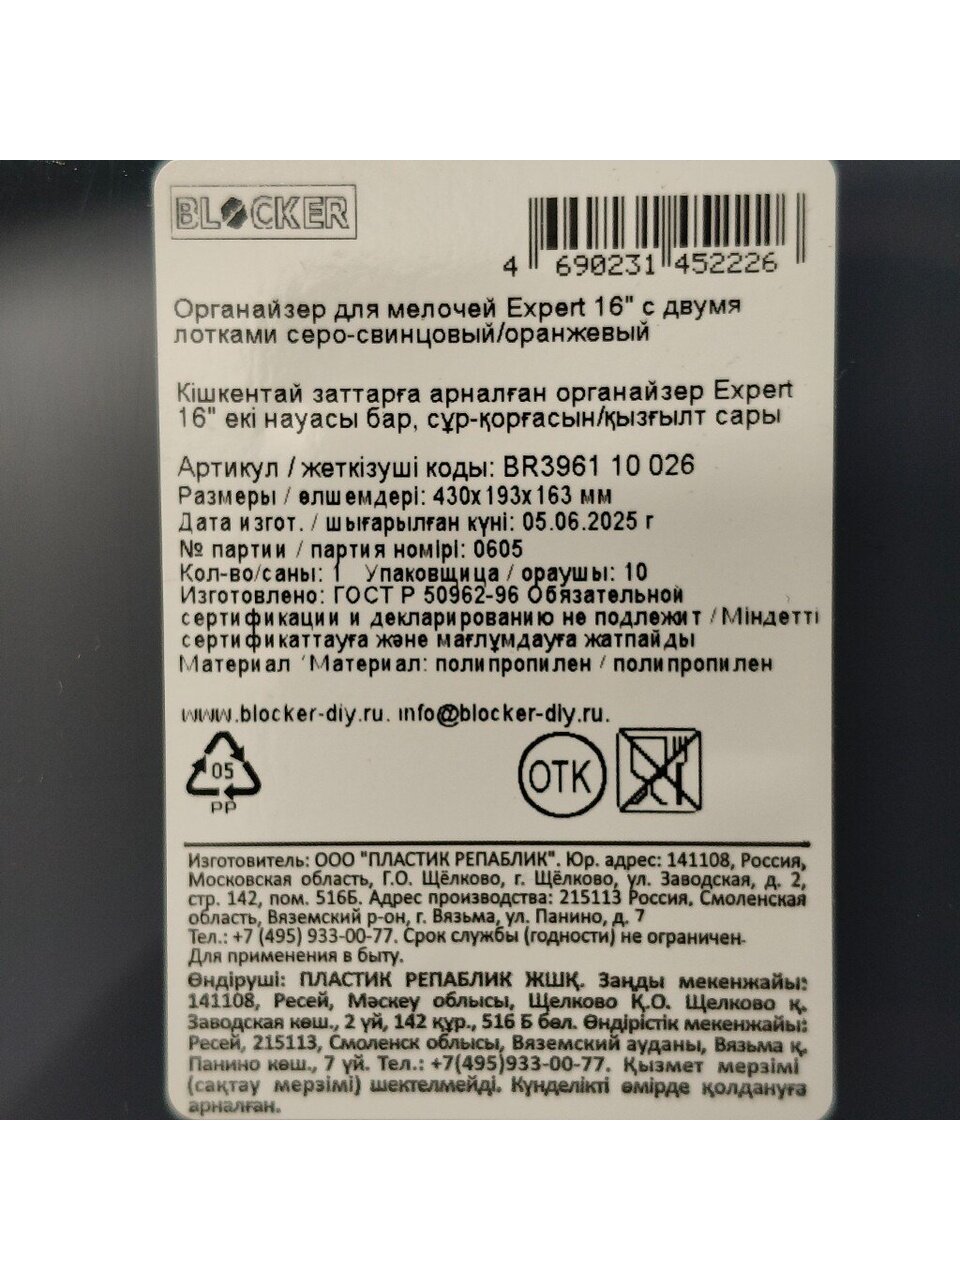 BLOCKER
4 690231 452226
Органайзер для мелочей Expert 16" с двумя
лотками серо-свинцовый/оранжевый
Кішкентай заттарға арналған органайзер Expert
16" екі науасы бар, сұр-қорғасын/қызғылт сары
Артикул / жеткізуші коды: BR3961 10 026
Размеры / өлшемдері: 430x193x163 мм
Дата изгот. / шығарылған күні: 05.06.2025 г
№ партии / партия номірі: 0605
Кол-во/саны: 1 Упаковщица / ораушы: 10
Изготовлено: ГОСТ Р 50962-96 Обязательной
сертификации и декларированию не подлежит / Міндетті
сертификаттауға және мағлұмдауға жатпайды
Материал / Материал: полипропилен / полипропилен
www.blocker-diy.ru. info@blocker-diy.ru.
05
PP
ОТК
Изготовитель: ООО "ПЛАСТИК РЕПАБЛИК". Юр. адрес: 141108, Россия,
Московская область, Г.О. Щёлково, г. Щёлково, ул. Заводская, д. 2,
стр. 142, пом. 516Б. Адрес производства: 215113 Россия, Смоленская
область, Вяземский р-он, г. Вязьма, ул. Панино, д. 7
Тел.: +7 (495) 933-00-77. Срок службы (годности) не ограничен.
Для применения в быту.
Өндіруші: ПЛАСТИК РЕПАБЛИК ЖШҚ. Заңды мекенжайы:
141108, Ресей, Мәскеу облысы, Щелково Қ.О. Щелково қ.
Заводская көш., 2 үй, 142 құр., 516 Б бөл. Өндірістік мекенжайы:
Ресей, 215113, Смоленск облысы, Вяземский ауданы, Вязьма қ.
Панино көш., 7 үй. Тел.: +7(495)933-00-77. Қызмет мерзімі
(сақтау мерзімі) шектелмейді. Күнделікті өмірде қолдануға
арналған.